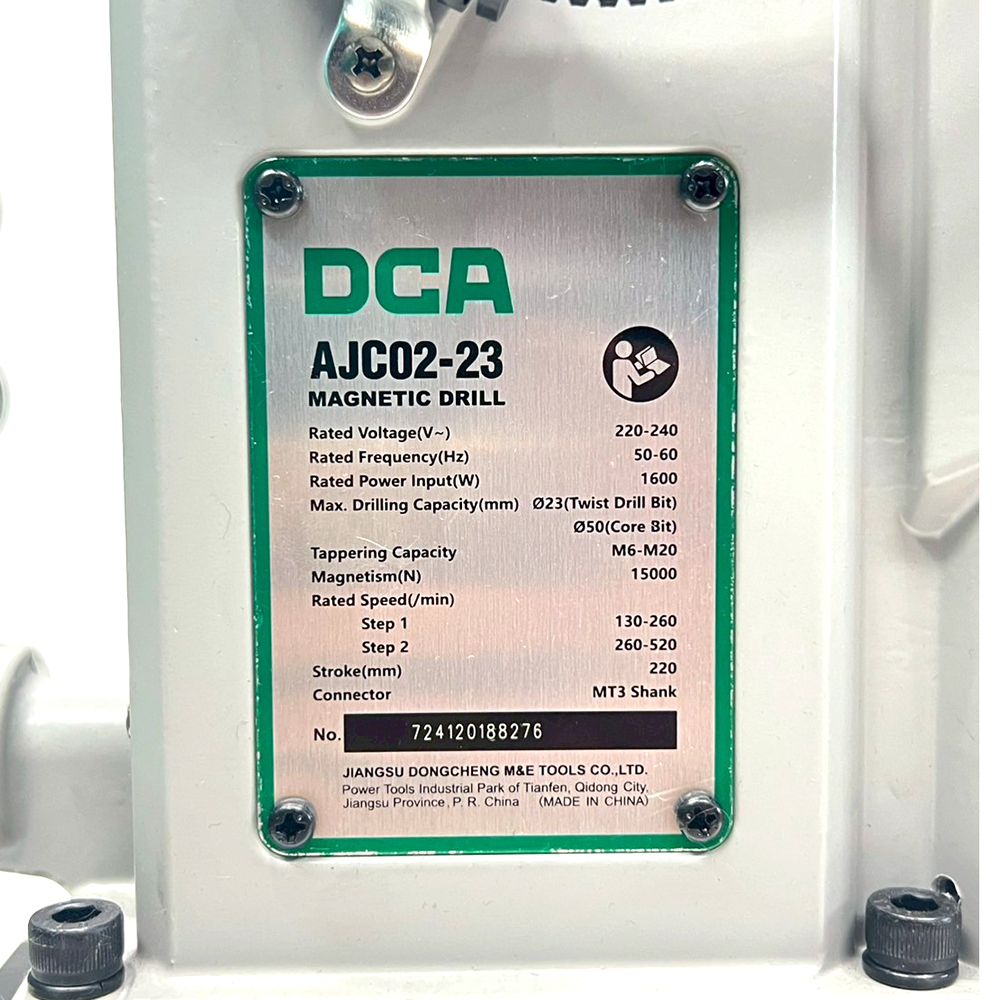 DCA
AJC02-23
MAGNETIC DRILL
Rated Voltage(V~) 220-240
Rated Frequency(Hz) 50-60
Rated Power Input(W) 1600
Max. Drilling Capacity(mm) Ø23(Twist Drill Bit)
Ø50(Core Bit)
Tappering Capacity M6-M20
Magnetism(N) 15000
Rated Speed(/min)
Step 1 130-260
Step 2 260-520
Stroke(mm) 220
Connector MT3 Shank
No. 724120188276
JIANGSU DONGCHENG M&E TOOLS CO.,LTD.
Power Tools Industrial Park of Tianfen, Qidong City,
Jiangsu Province, P. R. China (MADE IN CHINA)